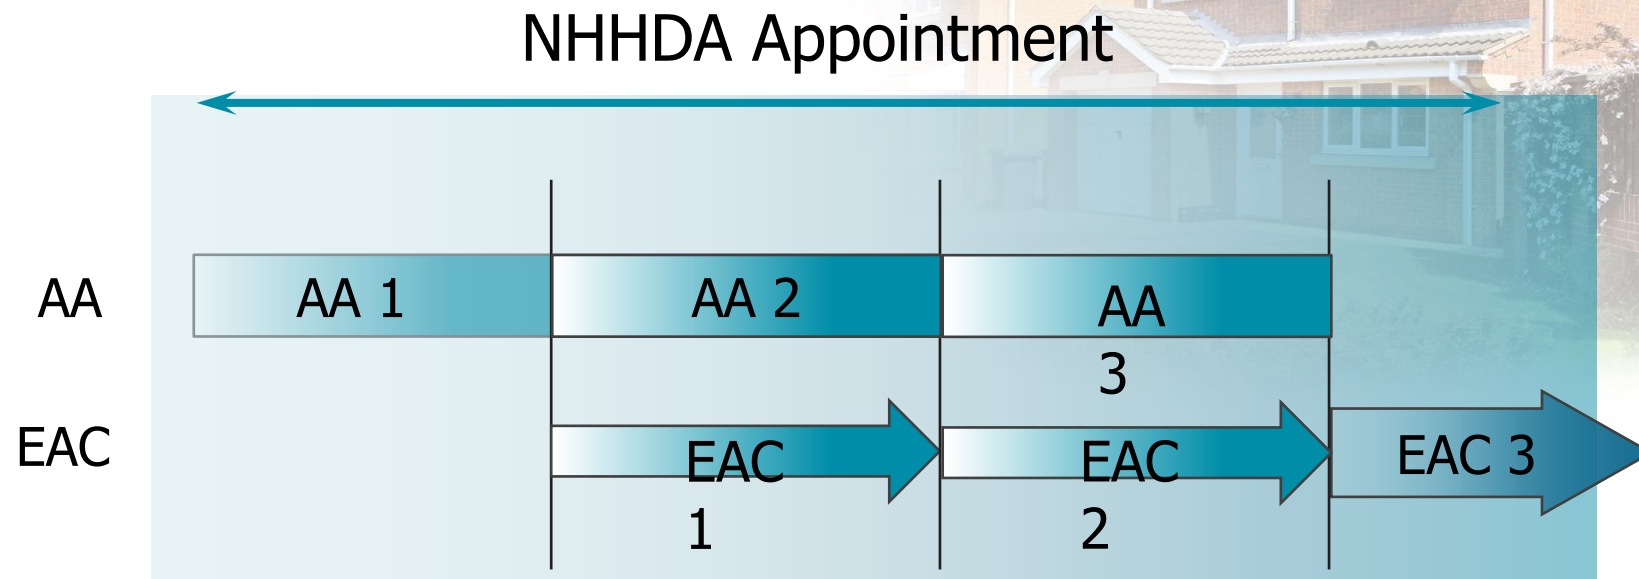 NHHDA Appointment
AA
AA 1
AA 2
AA
3
EAC
EAC
1
EAC
2
EAC 3